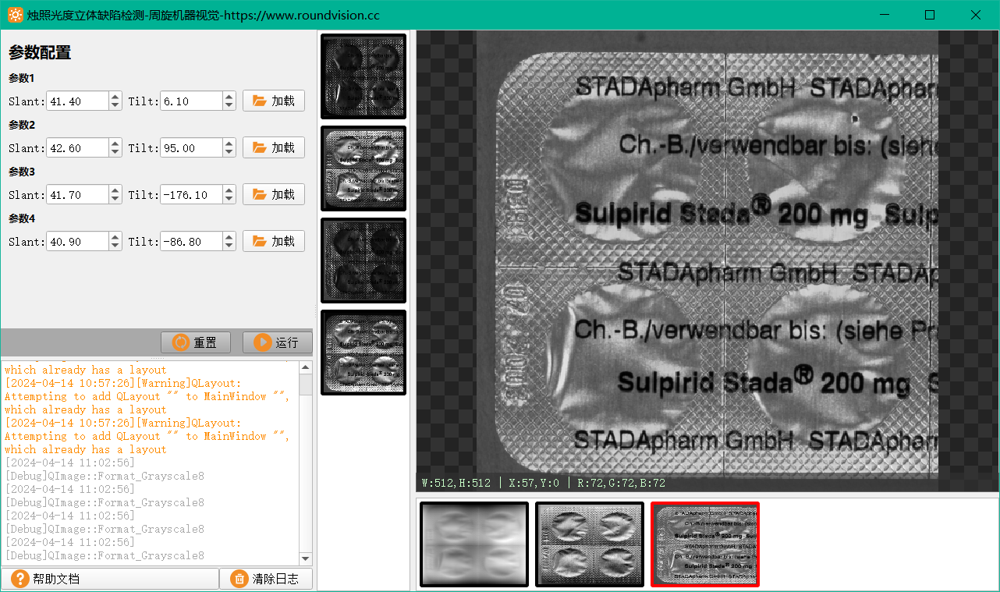 烛照光度立体缺陷检测-周旋机器视觉-https://www.roundvision.cc
参数配置
参数1
Slant: 41.40 Tilt: 6.10 加载
参数2
Slant: 42.60 Tilt: 95.00 加载
参数3
Slant: 41.70 Tilt: -176.10 加载
参数4
Slant: 40.90 Tilt: -86.80 加载
重置 运行
which already has a layout
[2024-04-14 10:57:26][Warning]QLayout:
Attempting to add QLayout "" to MainWindow "",
which already has a layout
[2024-04-14 10:57:26][Warning]QLayout:
Attempting to add QLayout "" to MainWindow "",
which already has a layout
[2024-04-14 11:02:56]
[Debug]QImage::Format_Grayscale8
[2024-04-14 11:02:56]
[Debug]QImage::Format_Grayscale8
[2024-04-14 11:02:56]
[Debug]QImage::Format_Grayscale8
[2024-04-14 11:02:56]
[Debug]QImage::Format_Grayscale8
帮助文档 清除日志
STADApharm GmbH STADApharm
Ch.-B./verwendbar bis: (siehe
Sulpirid Stada® 200 mg Sulp
STADApharm GmbH STADAp
Ch.-B./verwendbar bis: (siehe Pr
Sulpirid Stada® 200 mg S
STADApharm GmbH STADApharm
W:512,H:512 | X:57,Y:0 | R:72,G:72,B:72